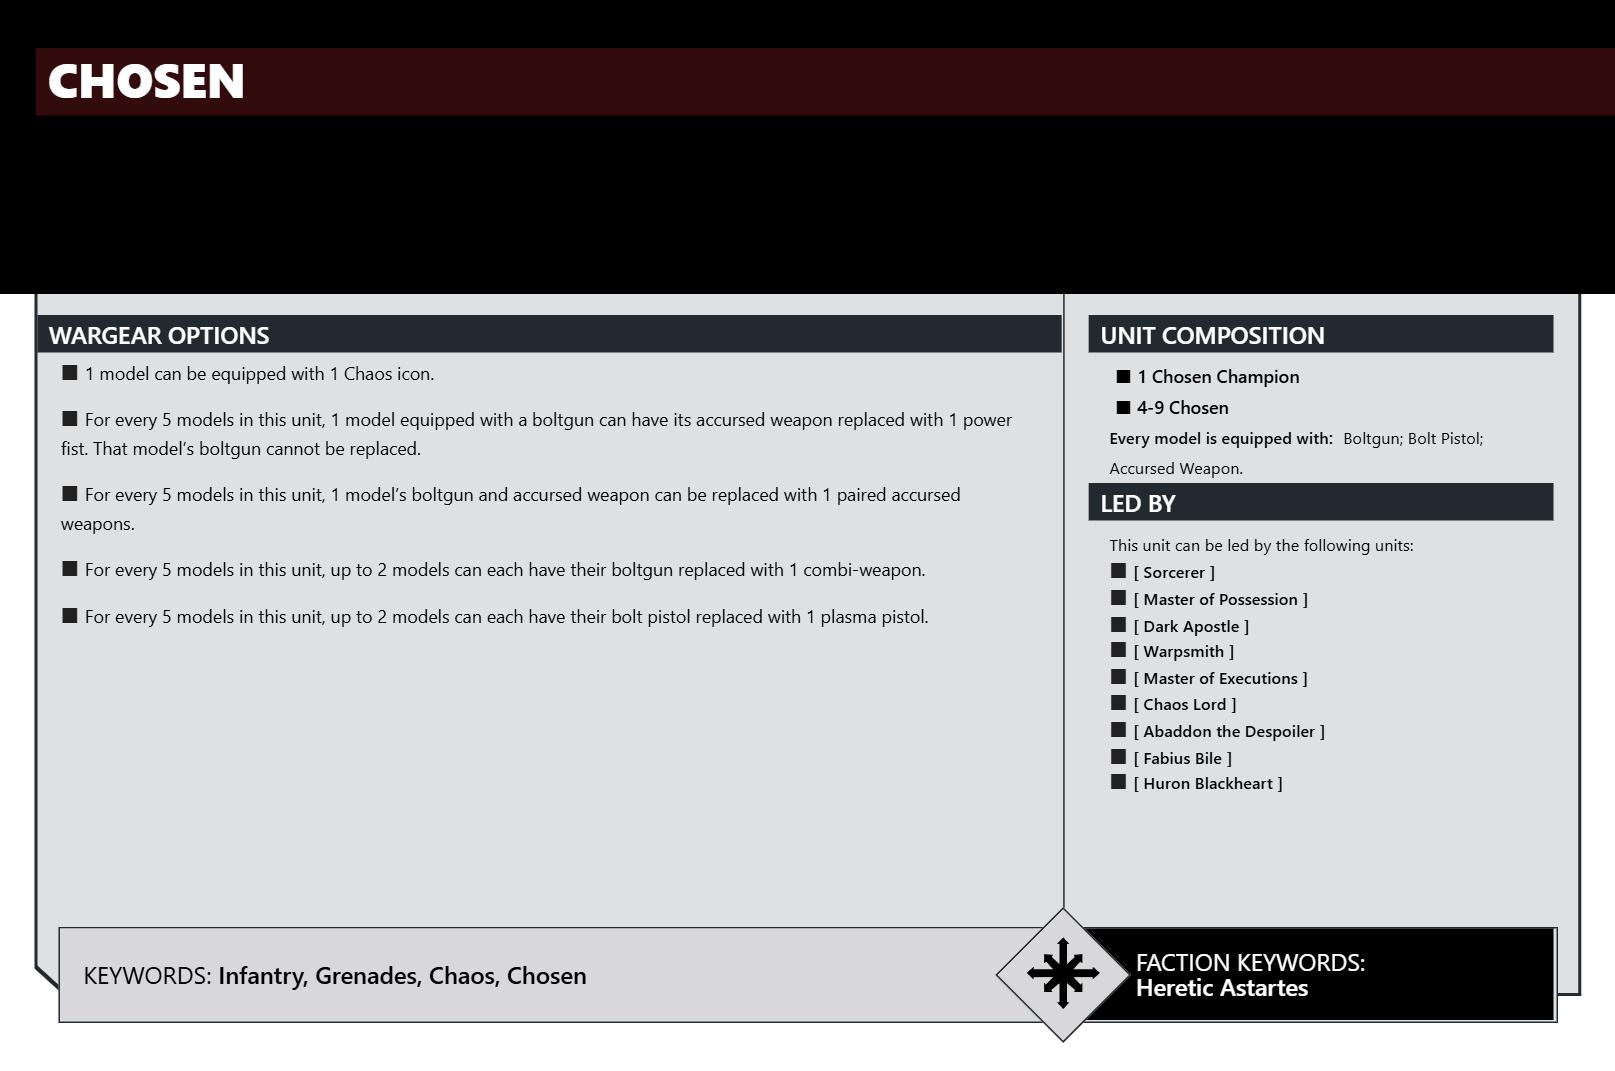 CHOSEN
WARGEAR OPTIONS
■ 1 model can be equipped with 1 Chaos icon.
■ For every 5 models in this unit, 1 model equipped with a boltgun can have its accursed weapon replaced with 1 power
fist. That model’s boltgun cannot be replaced.
■ For every 5 models in this unit, 1 model’s boltgun and accursed weapon can be replaced with 1 paired accursed
weapons.
■ For every 5 models in this unit, up to 2 models can each have their boltgun replaced with 1 combi-weapon.
■ For every 5 models in this unit, up to 2 models can each have their bolt pistol replaced with 1 plasma pistol.
UNIT COMPOSITION
■ 1 Chosen Champion
■ 4-9 Chosen
Every model is equipped with: Boltgun; Bolt Pistol;
Accursed Weapon.
LED BY
This unit can be led by the following units:
■ [ Sorcerer ]
■ [ Master of Possession ]
■ [ Dark Apostle ]
■ [ Warpsmith ]
■ [ Master of Executions ]
■ [ Chaos Lord ]
■ [ Abaddon the Despoiler ]
■ [ Fabius Bile ]
■ [ Huron Blackheart ]
KEYWORDS: Infantry, Grenades, Chaos, Chosen
FACTION KEYWORDS:
Heretic Astartes